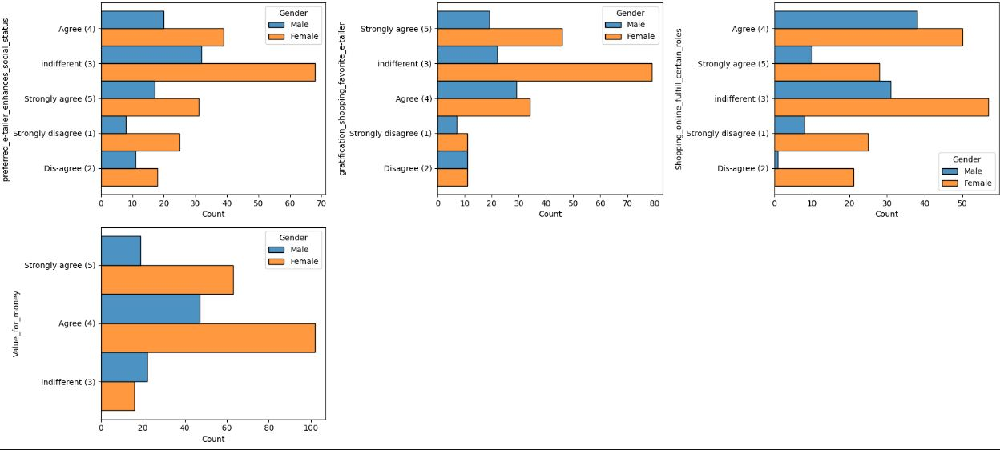 preferred_e-tailer_enhances_social_status
Agree (4)
indifferent (3)
Strongly agree (5)
Strongly disagree (1)
Dis-agree (2)
0 10 20 30 40 50 60 70
Count
Gender
Male
Female
gratification_shopping_favorite_e-tailer
Strongly agree (5)
indifferent (3)
Agree (4)
Strongly disagree (1)
Disagree (2)
0 10 20 30 40 50 60 70 80
Count
Gender
Male
Female
Shopping_online_fulfill_certain_roles
Agree (4)
Strongly agree (5)
indifferent (3)
Strongly disagree (1)
Dis-agree (2)
0 10 20 30 40 50
Count
Gender
Male
Female
Value_for_money
Strongly agree (5)
Agree (4)
indifferent (3)
0 20 40 60 80 100
Count
Gender
Male
Female